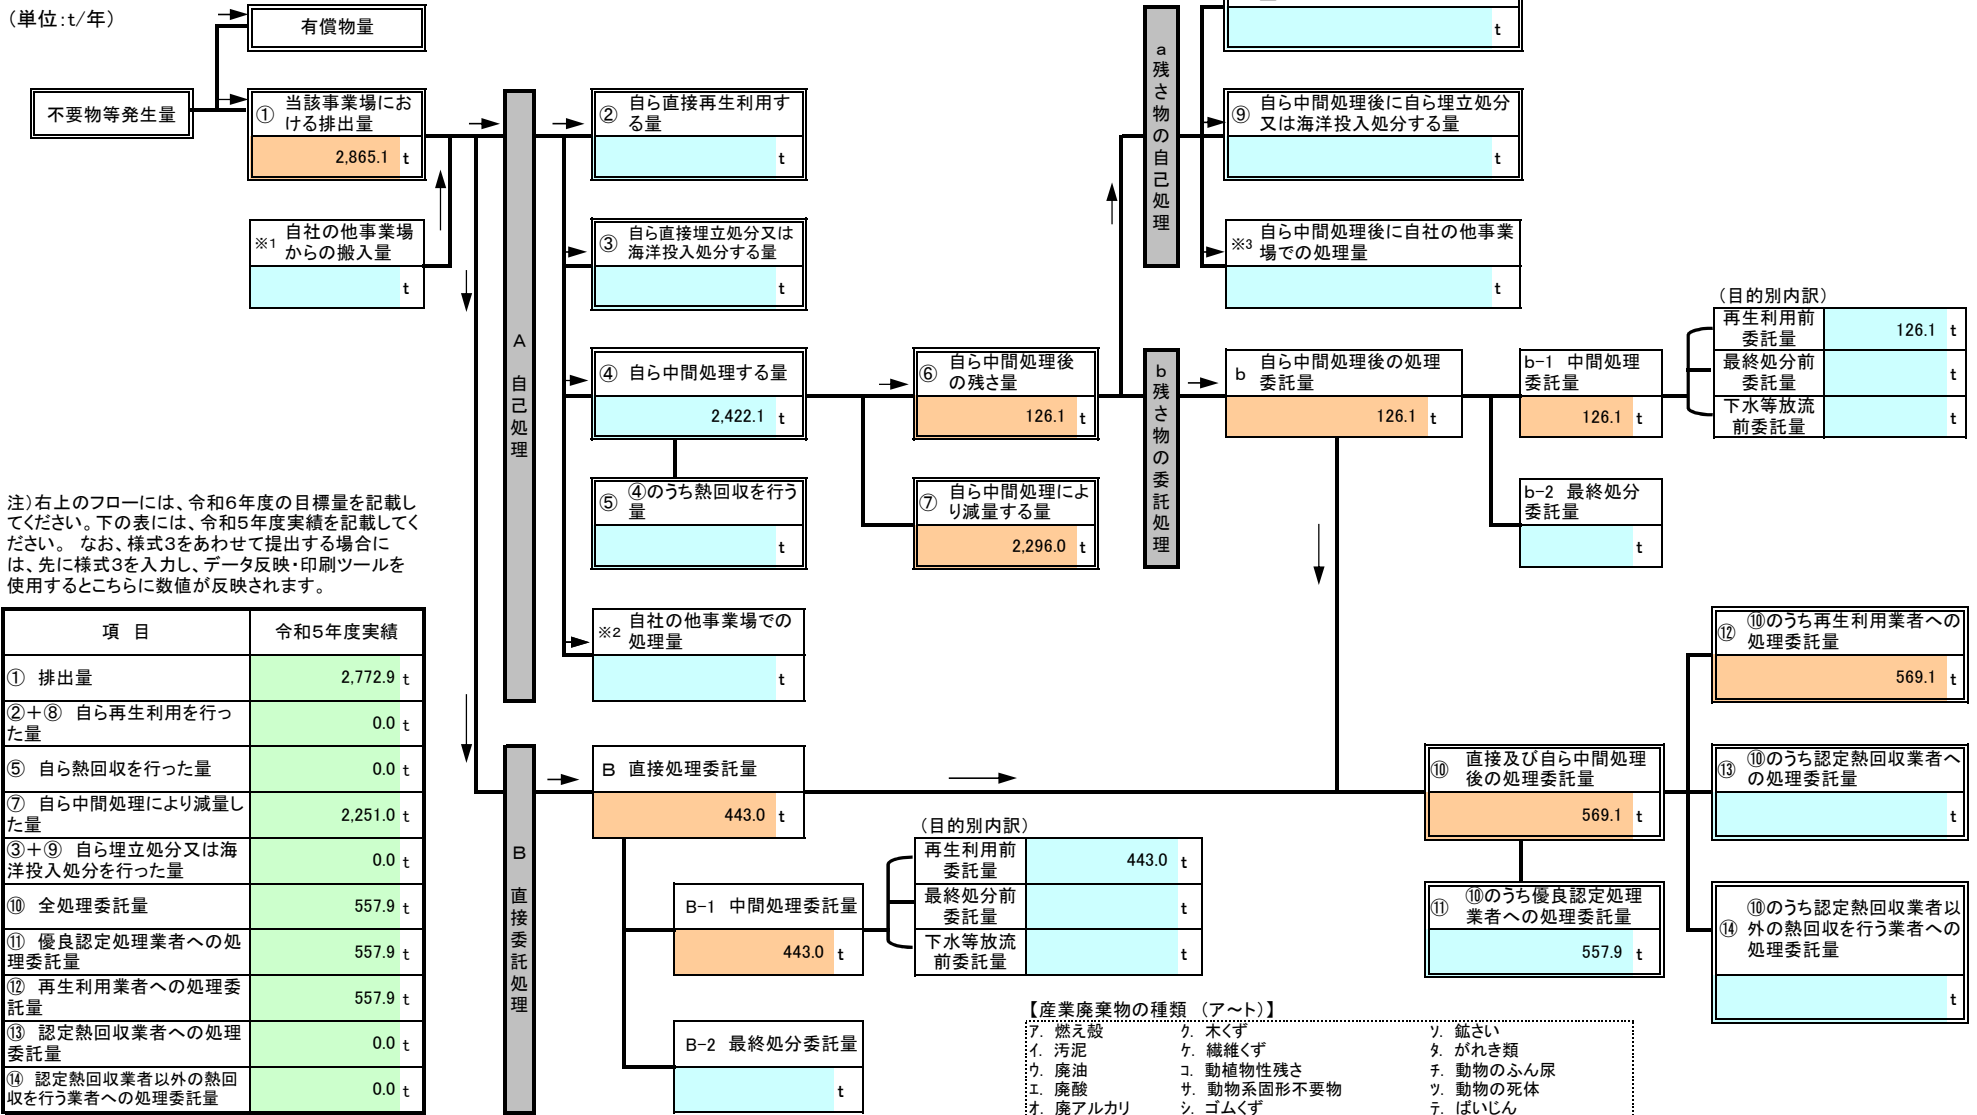 （単位：t/年）
有償物量
不要物等発生量
① 当該事業場にお
ける排出量
2,865.1 t
※1 自社の他事業場
からの搬入量
t
A 自己処理
② 自ら直接再生利用す
る量
t
③ 自ら直接埋立処分又は
海洋投入処分する量
t
④ 自ら中間処理する量
2,422.1 t
⑤ ④のうち熱回収を行う
量
t
※2 自社の他事業場での
処理量
t
⑥ 自ら中間処理後
の残さ量
126.1 t
⑦ 自ら中間処理によ
り減量する量
2,296.0 t
a 残さ物の自己処理
t
⑨ 自ら中間処理後に自ら埋立処分
又は海洋投入処分する量
t
※3 自ら中間処理後に自社の他事業
場での処理量
t
b 残さ物の委託処理
b 自ら中間処理後の処理
委託量
126.1 t
b-1 中間処理
委託量
126.1 t
b-2 最終処分
委託量
t
（目的別内訳）
再生利用前
委託量
126.1 t
最終処分前
委託量
t
下水等放流
前委託量
t
注）右上のフローには、令和6年度の目標量を記載し
てください。下の表には、令和5年度実績を記載してく
ださい。 なお、様式3をあわせて提出する場合に
は、先に様式3を入力し、データ反映・印刷ツールを
使用するとこちらに数値が反映されます。
項 目 令和5年度実績
① 排出量 2,772.9 t
②＋⑧ 自ら再生利用を行っ
た量 0.0 t
⑤ 自ら熱回収を行った量 0.0 t
⑦ 自ら中間処理により減量し
た量 2,251.0 t
③＋⑨ 自ら埋立処分又は海
洋投入処分を行った量 0.0 t
⑩ 全処理委託量 557.9 t
⑪ 優良認定処理業者への処
理委託量 557.9 t
⑫ 再生利用業者への処理委
託量 557.9 t
⑬ 認定熱回収業者への処理
委託量 0.0 t
⑭ 認定熱回収業者以外の熱回
収を行う業者への処理委託量 0.0 t
B 直接委託処理
B 直接処理委託量
443.0 t
B-1 中間処理委託量
443.0 t
B-2 最終処分委託量
t
（目的別内訳）
再生利用前
委託量
443.0 t
最終処分前
委託量
t
下水等放流
前委託量
t
⑩ 直接及び自ら中間処理
後の処理委託量
569.1 t
⑪ ⑩のうち優良認定処理
業者への処理委託量
557.9 t
⑫ ⑩のうち再生利用業者への
処理委託量
569.1 t
⑬ ⑩のうち認定熱回収業者へ
の処理委託量
t
⑭ ⑩のうち認定熱回収業者以
外の熱回収を行う業者への
処理委託量
t
【産業廃棄物の種類 （ア～ト）】
ア. 燃え殻 ク. 木くず ソ. 鉱さい
イ. 汚泥 ケ. 繊維くず タ. がれき類
ウ. 廃油 コ. 動植物性残さ チ. 動物のふん尿
エ. 廃酸 サ. 動物系固形不要物 ツ. 動物の死体
オ. 廃アルカリ シ. ゴムくず テ. ばいじん